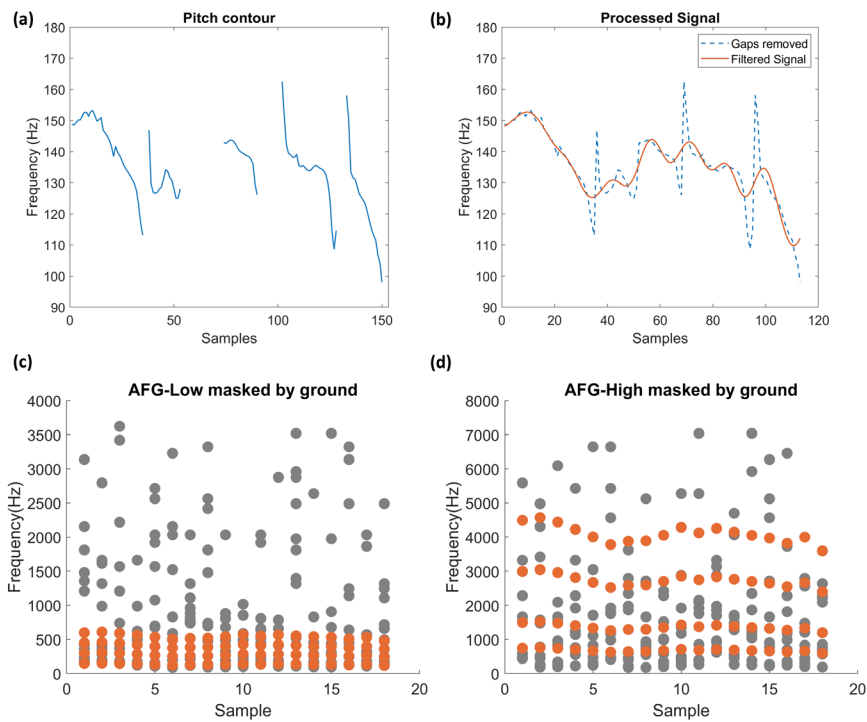 (a)
Pitch contour
180
170
160
150
140
130
120
110
100
90
Frequency (Hz)
0 50 100 150
Samples
(b)
Processed Signal
Gaps removed
Filtered Signal
180
170
160
150
140
130
120
110
100
90
Frequency (Hz)
0 20 40 60 80 100 120
Samples
(c)
AFG-Low masked by ground
4000
3500
3000
2500
2000
1500
1000
500
0
Frequency(Hz)
0 5 10 15 20
Sample
(d)
AFG-High masked by ground
8000
7000
6000
5000
4000
3000
2000
1000
0
Frequency(Hz)
0 5 10 15 20
Sample